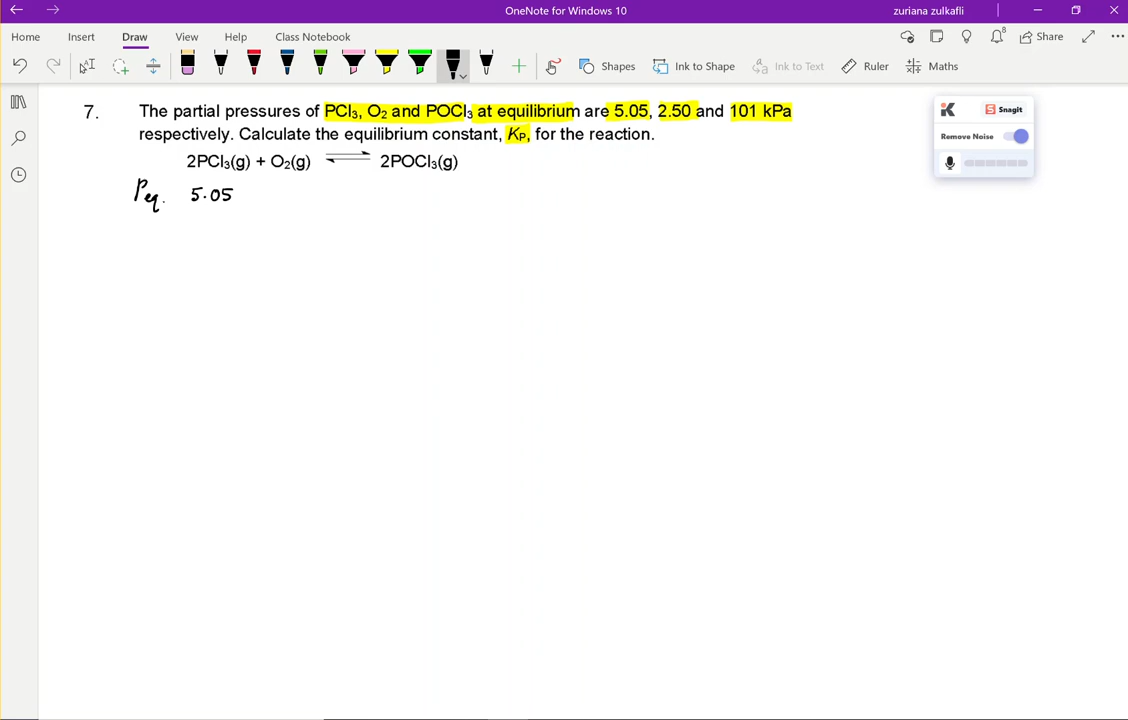 OneNote for Windows 10
zuriana zulkafli
Home Insert Draw View Help Class Notebook
8
Share
Shapes
Ink to Shape
Ink to Text
Ruler
Maths
7. The partial pressures of PCl₃, O₂ and POCl₃ at equilibrium are 5.05, 2.50 and 101 kPa
respectively. Calculate the equilibrium constant, Kₚ, for the reaction.
2PCl₃(g) + O₂(g) ⇌ 2POCl₃(g)
Peq. 5.05
Snagit
Remove Noise